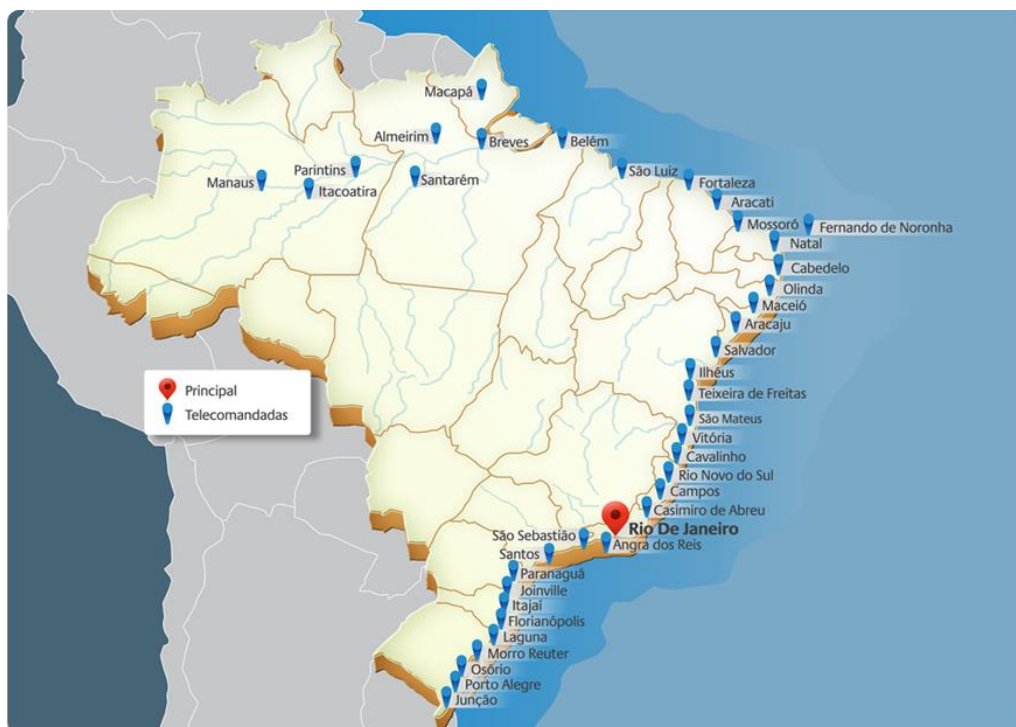 Macapá
Almeirim
Breves
Belém
Parintins
Manaus
Itacoatira
Santarém
São Luiz
Fortaleza
Aracati
Mossoró
Fernando de Noronha
Natal
Cabedelo
Olinda
Maceió
Aracaju
Salvador
Ilhéus
Teixeira de Freitas
São Mateus
Vitória
Cavalinho
Rio Novo do Sul
Campos
Casimiro de Abreu
Rio De Janeiro
São Sebastião
Angra dos Reis
Santos
Paranaguá
Joinville
Itajaí
Florianópolis
Laguna
Morro Reuter
Osório
Porto Alegre
Junção
Principal
Telecomandadas